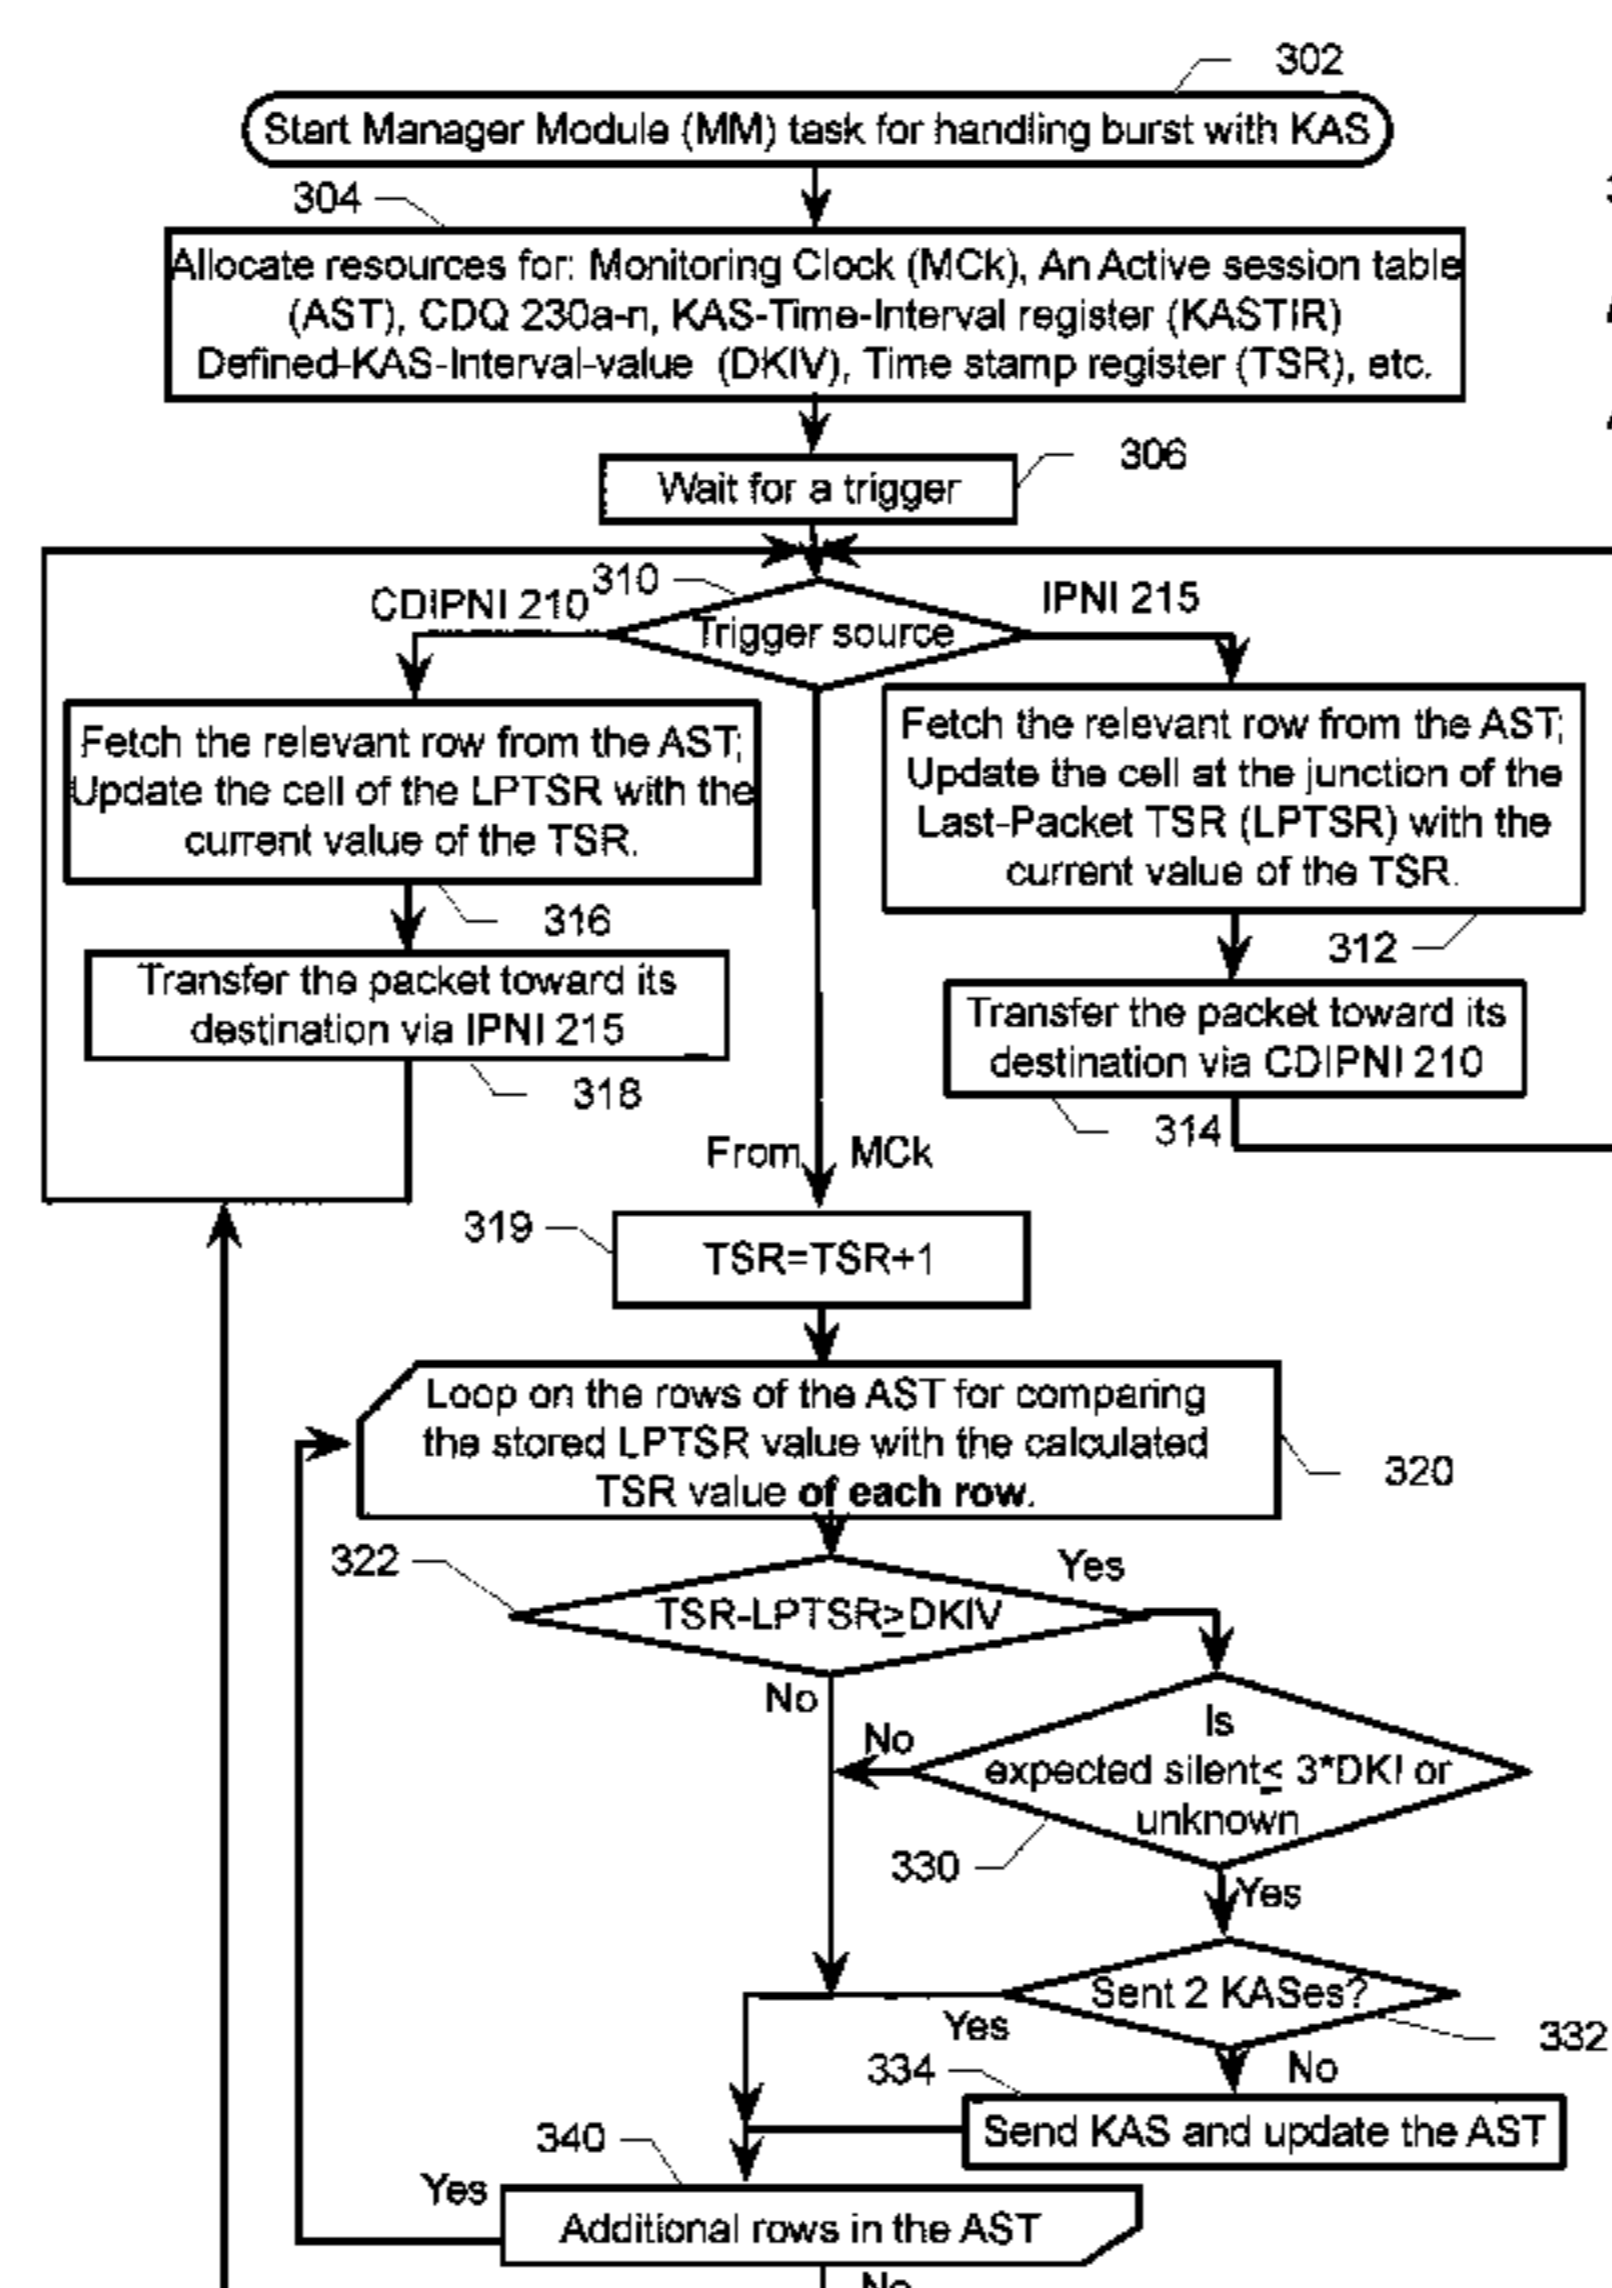 302
Start Manager Module (MM) task for handling burst with KAS
304
Allocate resources for: Monitoring Clock (MCk), An Active session table
(AST), CDQ 230a-n, KAS-Time-Interval register (KASTIR)
Defined-KAS-Interval-value (DKIV), Time stamp register (TSR), etc.
306
Wait for a trigger
310
CDIPNI 210
IPNI 215
Trigger source
Fetch the relevant row from the AST;
Update the cell of the LPTSR with the
current value of the TSR.
316
Fetch the relevant row from the AST;
Update the cell at the junction of the
Last-Packet TSR (LPTSR) with the
current value of the TSR.
312
Transfer the packet toward its
destination via IPNI 215
318
Transfer the packet toward its
destination via CDIPNI 210
314
From MCk
319
TSR=TSR+1
Loop on the rows of the AST for comparing
the stored LPTSR value with the calculated
TSR value of each row.
320
322
Yes
TSR-LPTSR≥DKIV
No
No
Is
expected silent≤ 3*DKI or
unknown
330
Yes
Sent 2 KASes?
Yes
332
No
334
Send KAS and update the AST
340
Yes
Additional rows in the AST
No